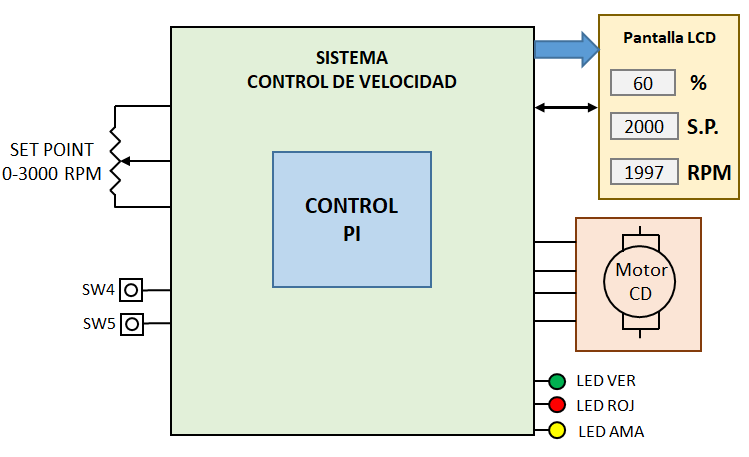 SISTEMA
CONTROL DE VELOCIDAD
Pantalla LCD
60 %
2000 S.P.
1997 RPM
SET POINT
0-3000 RPM
CONTROL
PI
SW4
SW5
Motor
CD
LED VER
LED ROJ
LED AMA